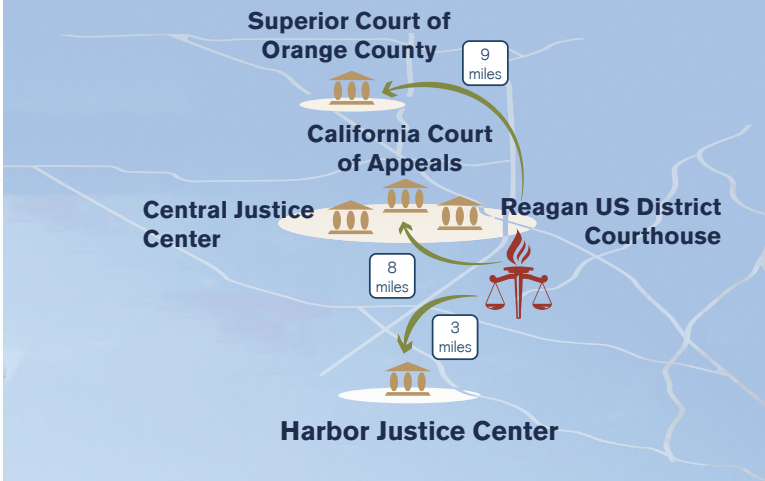 Superior Court of
Orange County
9
miles
California Court
of Appeals
Central Justice
Center
Reagan US District
Courthouse
8
miles
3
miles
Harbor Justice Center